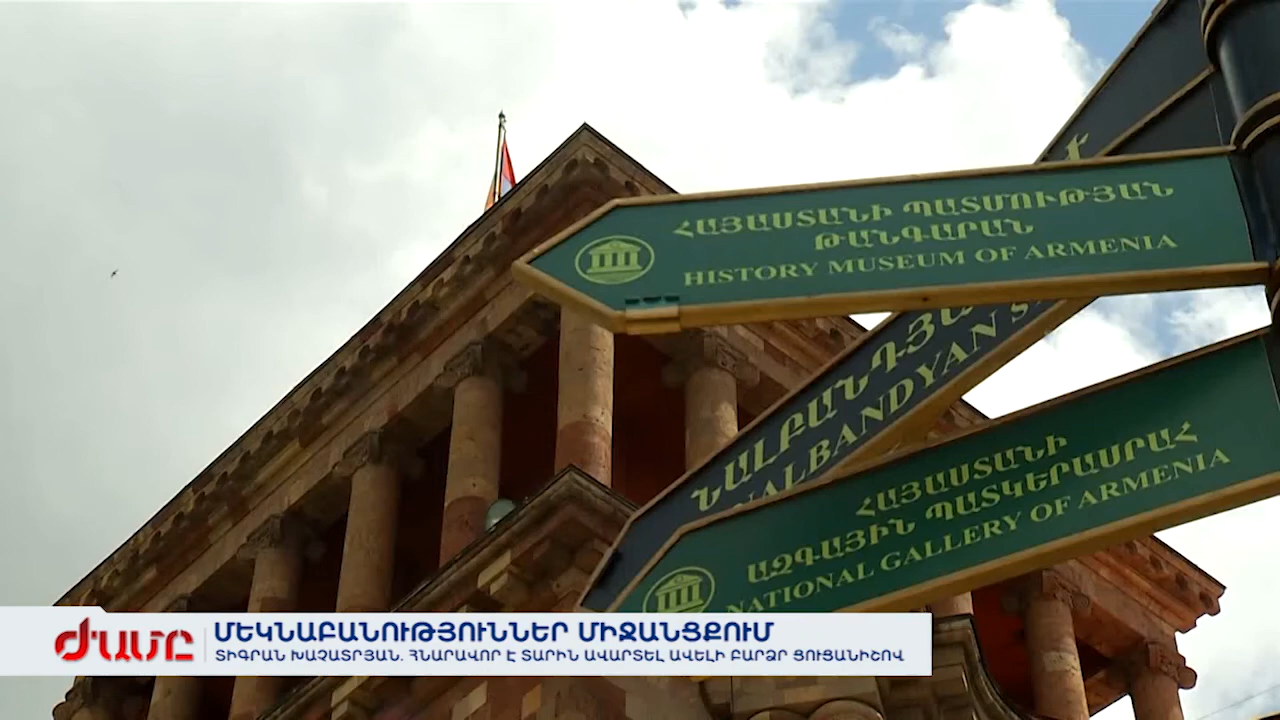 ՀԱՅԱՍՏԱՆԻ ՊԱՏՄՈՒԹՅԱՆ
ԹԱՆԳԱՐԱՆ
HISTORY MUSEUM OF ARMENIA
ՆԱԼԲԱՆԴՅԱ
NALBANDYAN S
ՀԱՅԱՍՏԱՆԻ
ԱԶԳԱՅԻՆ ՊԱՏԿԵՐԱՍՐԱՀ
NATIONAL GALLERY OF ARMENIA
ԺԱՄԸ
ՄԵԿՆԱԲԱՆՈՒԹՅՈՒՆՆԵՐ ՄԻՋԱՆՑՔՈՒՄ
ՏԻԳՐԱՆ ԽԱՉԱՏՐՅԱՆ. ՀՆԱՐԱՎՈՐ Է ՏԱՐԻՆ ԱՎԱՐՏԵԼ ԱՎԵԼԻ ԲԱՐՁՐ ՑՈՒՑԱՆԻՇՈՎ